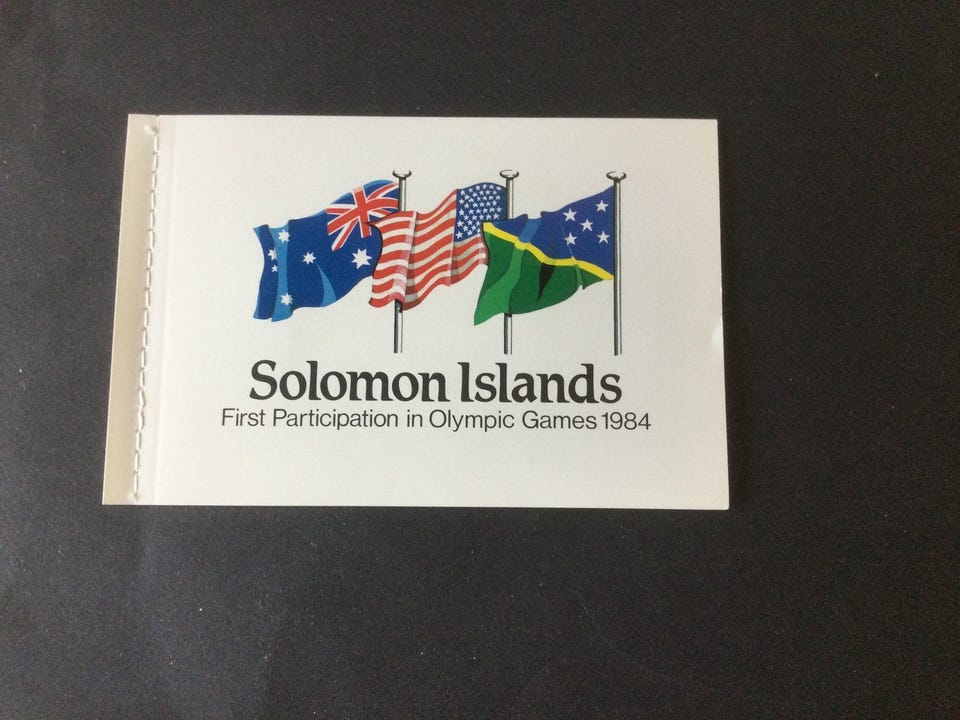 Solomon Islands
First Participation in Olympic Games 1984